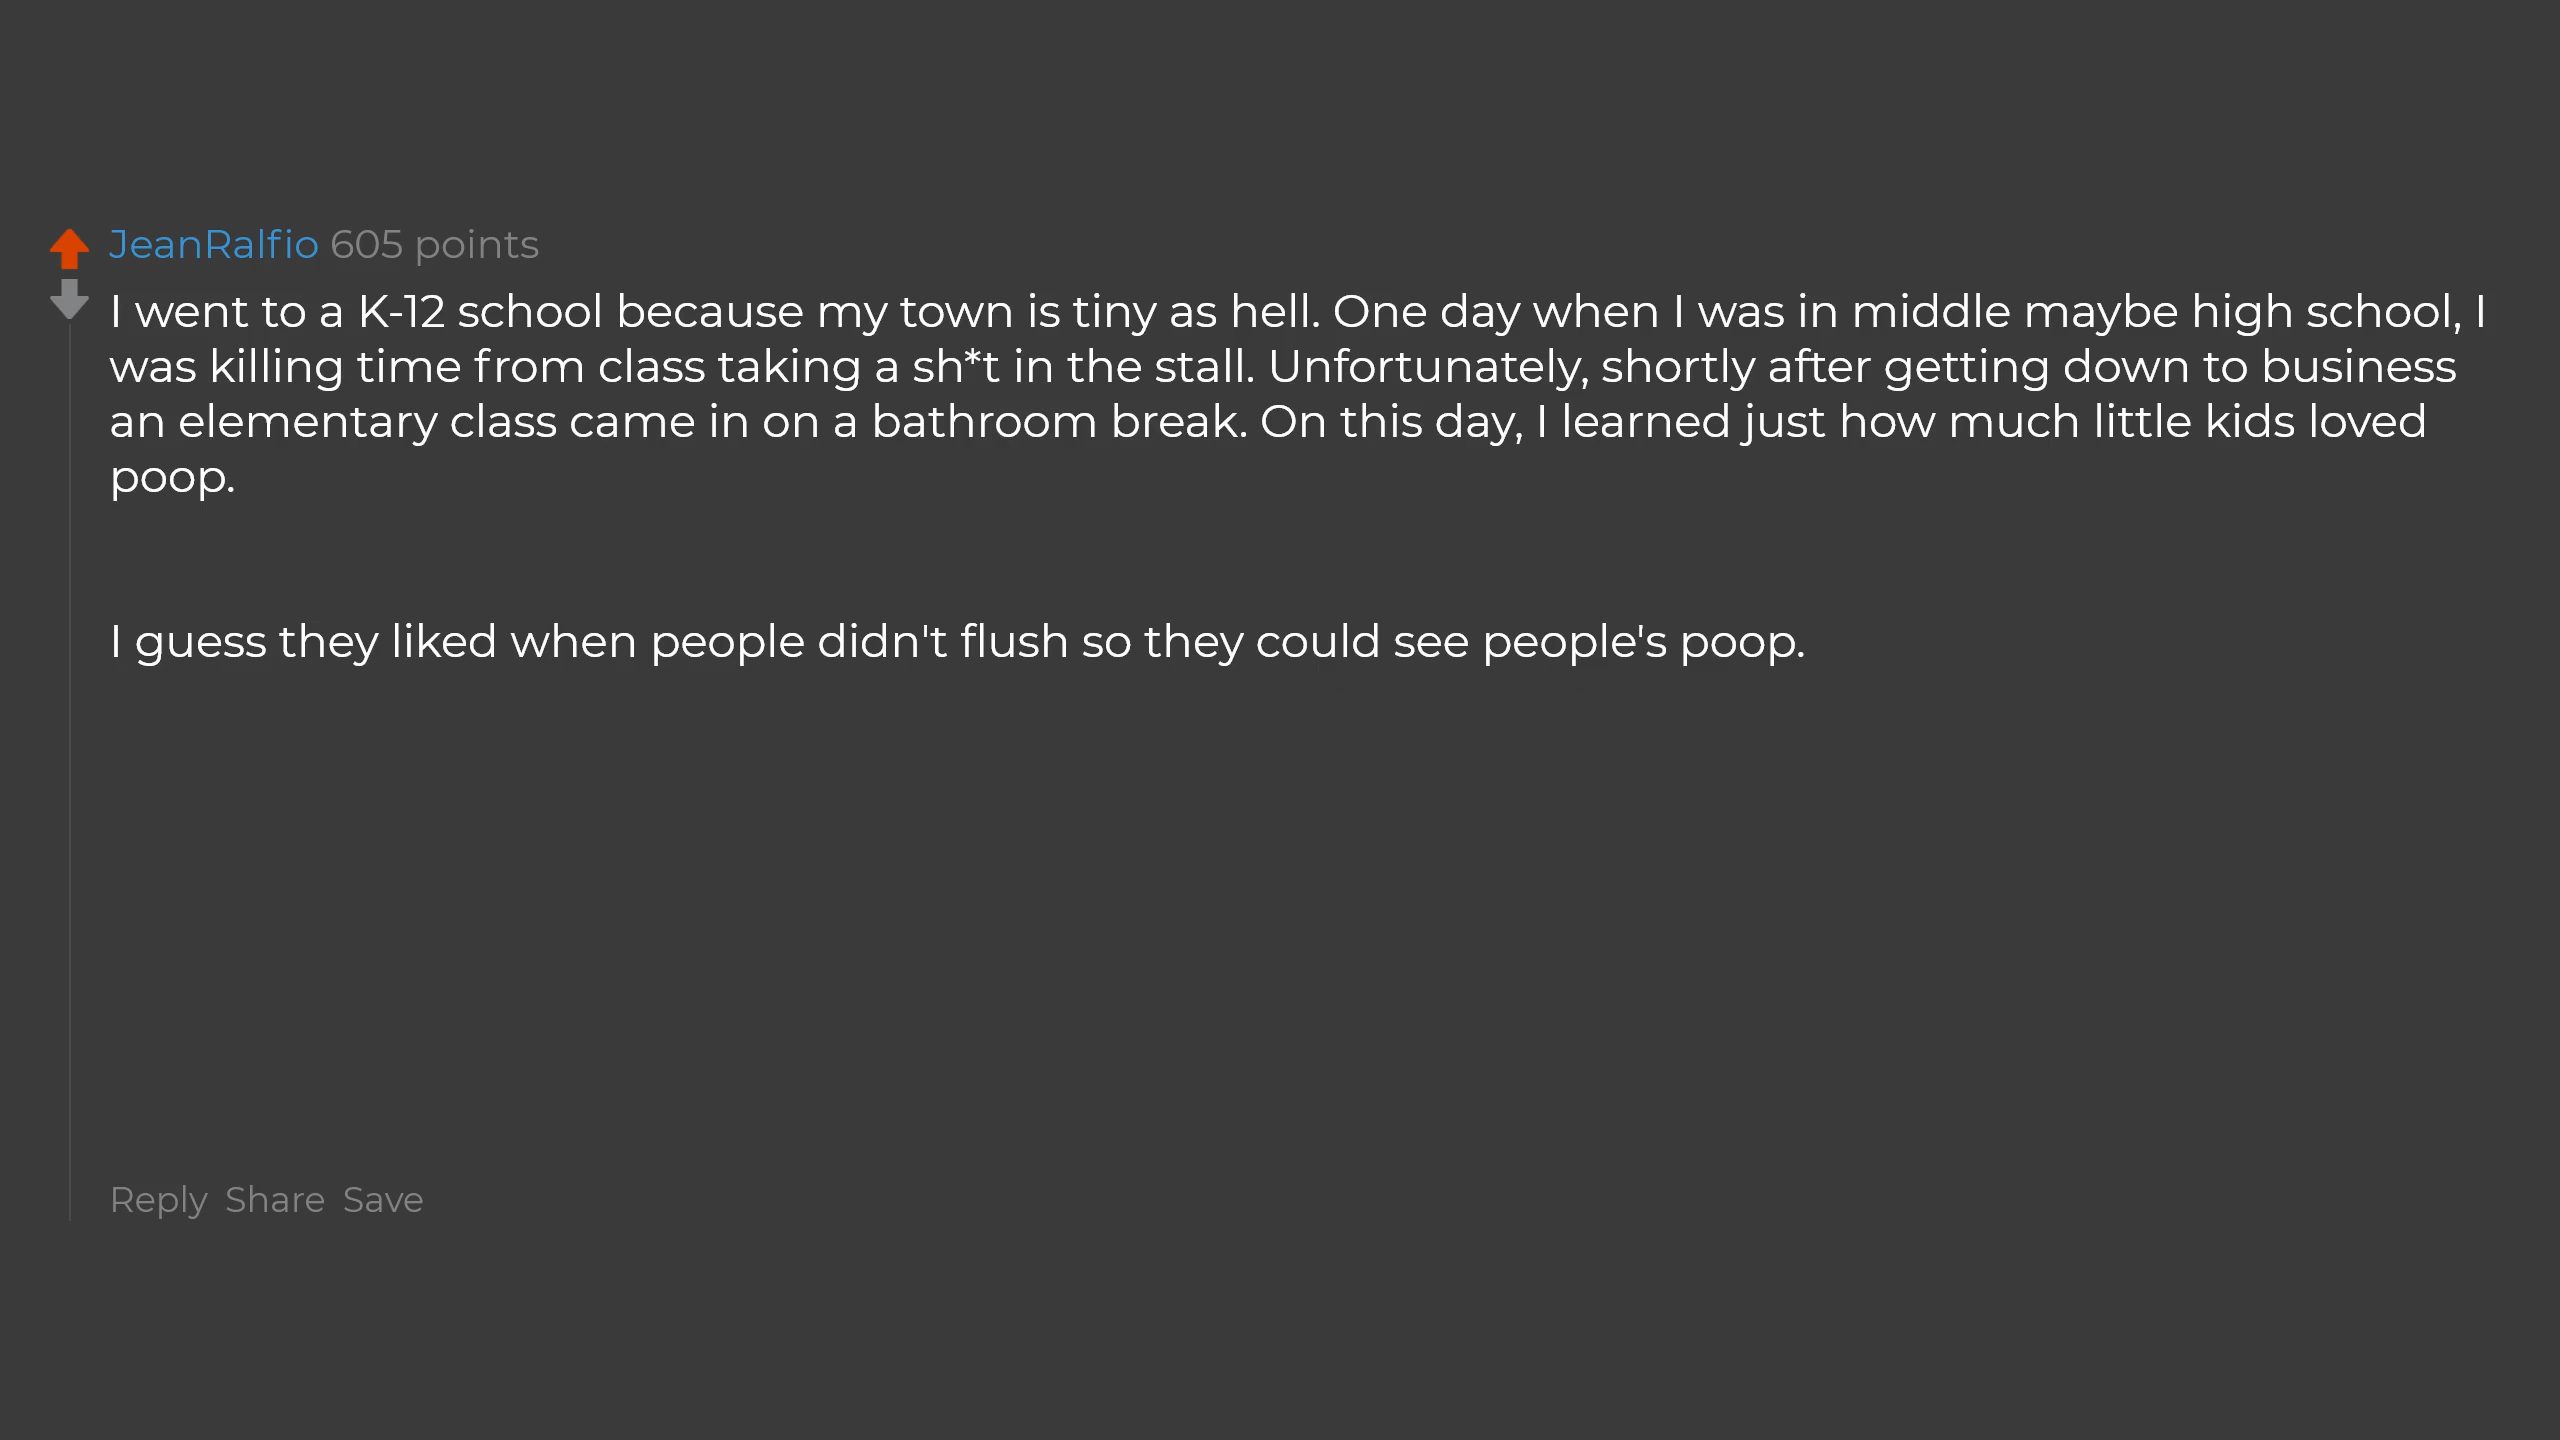 JeanRalfio 605 points
I went to a K-12 school because my town is tiny as hell. One day when I was in middle maybe high school, I
was killing time from class taking a sh*t in the stall. Unfortunately, shortly after getting down to business
an elementary class came in on a bathroom break. On this day, I learned just how much little kids loved
poop.
I guess they liked when people didn't flush so they could see people's poop.
Reply Share Save